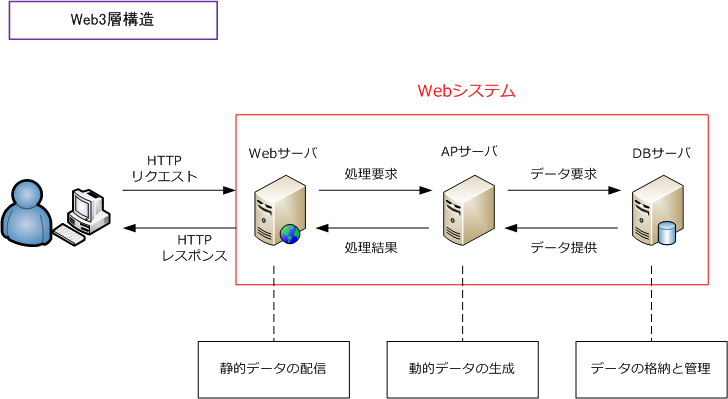 Web3層構造
Webシステム
Webサーバ
APサーバ
DBサーバ
HTTP
リクエスト
処理要求
データ要求
HTTP
レスポンス
処理結果
データ提供
静的データの配信
動的データの生成
データの格納と管理